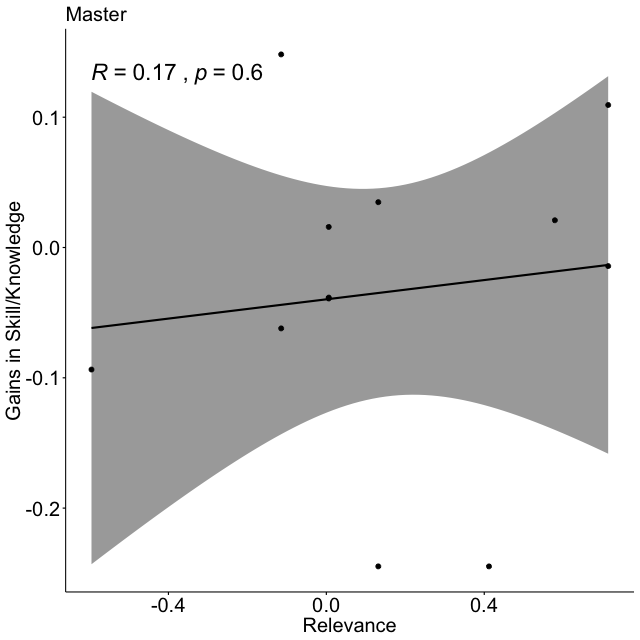 Master
R = 0.17 , p = 0.6
Gains in Skill/Knowledge
0.1
0.0
-0.1
-0.2
-0.4
0.0
0.4
Relevance